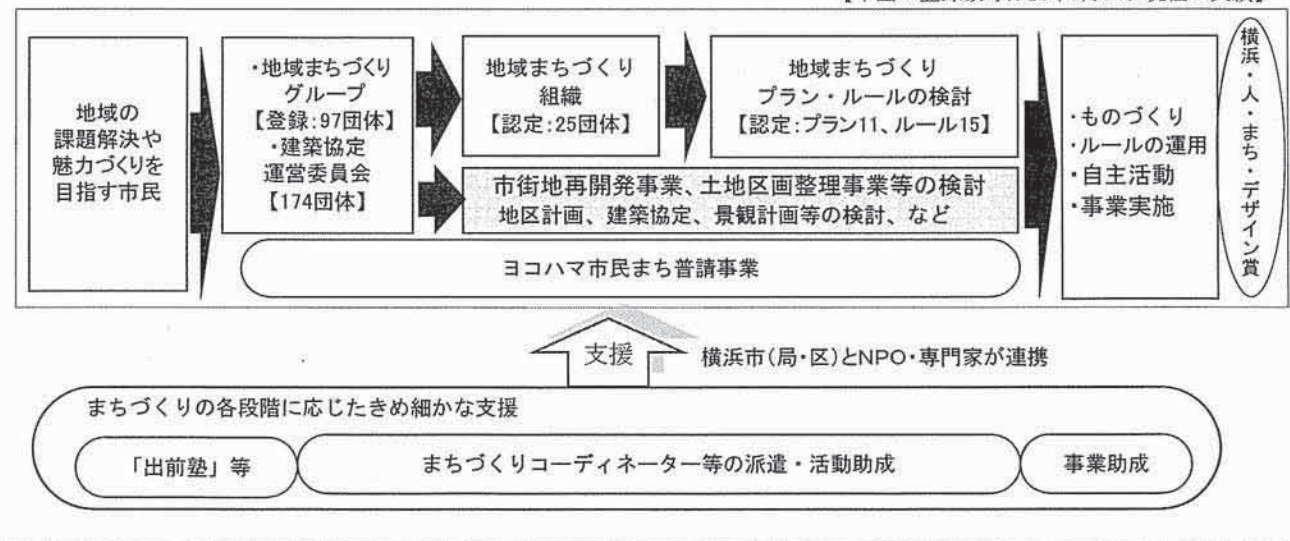 地域の
課題解決や
魅力づくりを
目指す市民
・地域まちづくり
グループ
【登録：97団体】
・建築協定
運営委員会
【174団体】
地域まちづくり
組織
【認定：25団体】
地域まちづくり
プラン・ルールの検討
【認定：プラン11、ルール15】
市街地再開発事業、土地区画整理事業等の検討
地区計画、建築協定、景観計画等の検討、など
ヨコハマ市民まち普請事業
・ものづくり
・ルールの運用
・自主活動
・事業実施
横浜・人・まち・デザイン賞
支援
横浜市（局・区）とNPO・専門家が連携
まちづくりの各段階に応じたきめ細かな支援
「出前塾」等
まちづくりコーディネーター等の派遣・活動助成
事業助成